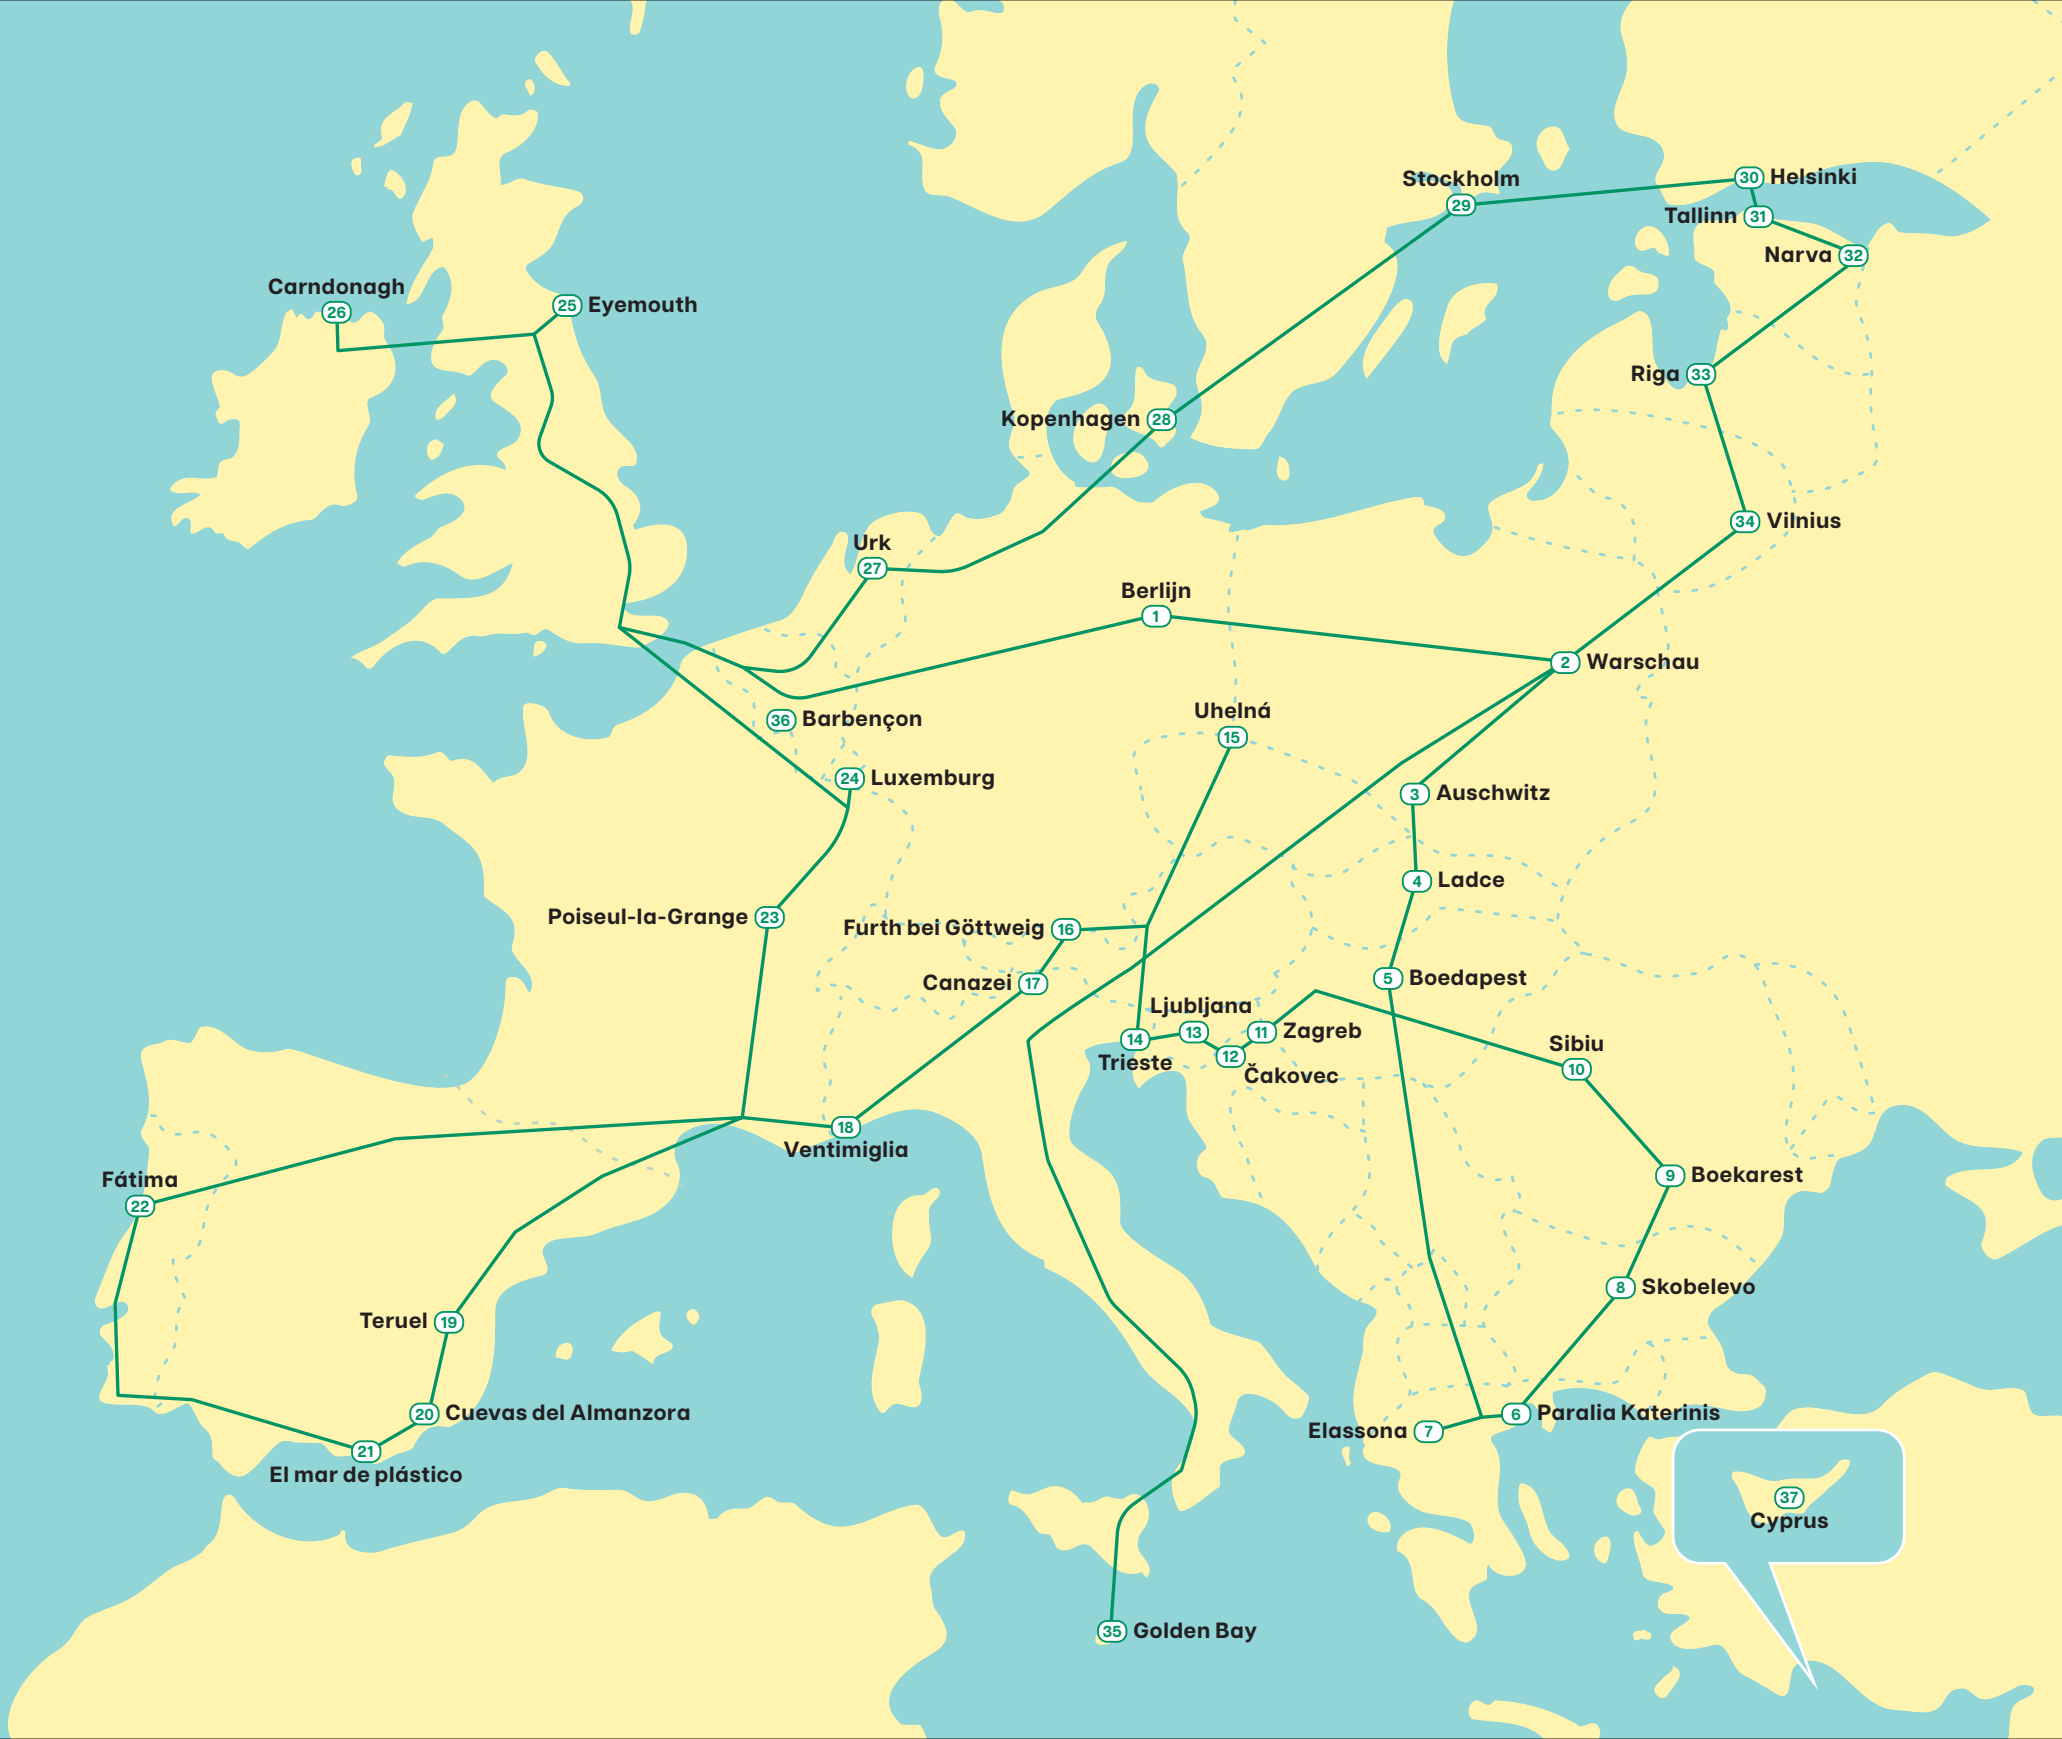 Stockholm
29
30 Helsinki
Tallinn 31
Narva 32
Carndonagh
26
25 Eyemouth
Riga 33
Kopenhagen 28
34 Vilnius
Urk
27
Berlijn
1
2 Warschau
Uhelná
15
36 Barbençon
24 Luxemburg
3 Auschwitz
4 Ladce
Poiseul-la-Grange 23
Furth bei Göttweig 16
Canazei 17
5 Boedapest
Ljubljana
13
11 Zagreb
14
Trieste
12
Čakovec
Sibiu
10
18
Ventimiglia
Fátima
22
9 Boekarest
8 Skobelevo
Teruel 19
20 Cuevas del Almanzora
21
El mar de plástico
6 Paralia Katerinis
Elassona 7
37
Cyprus
35 Golden Bay